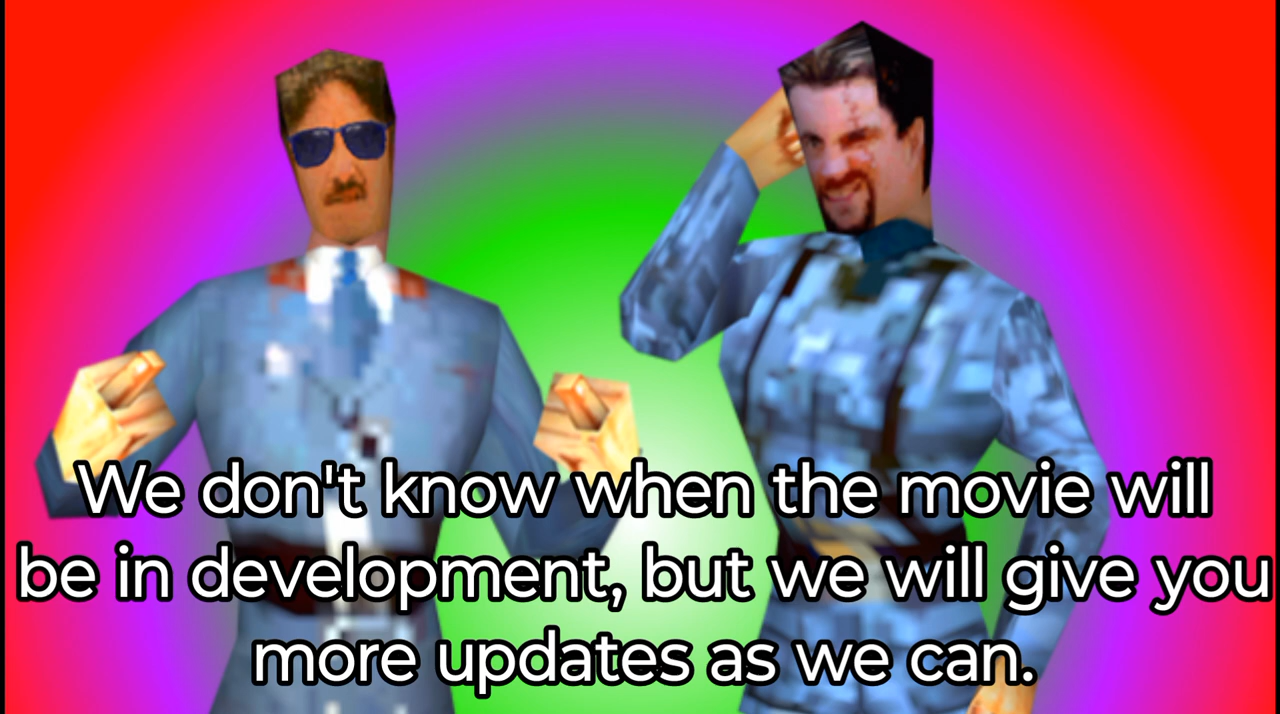 We don't know when the movie will
be in development, but we will give you
more updates as we can.